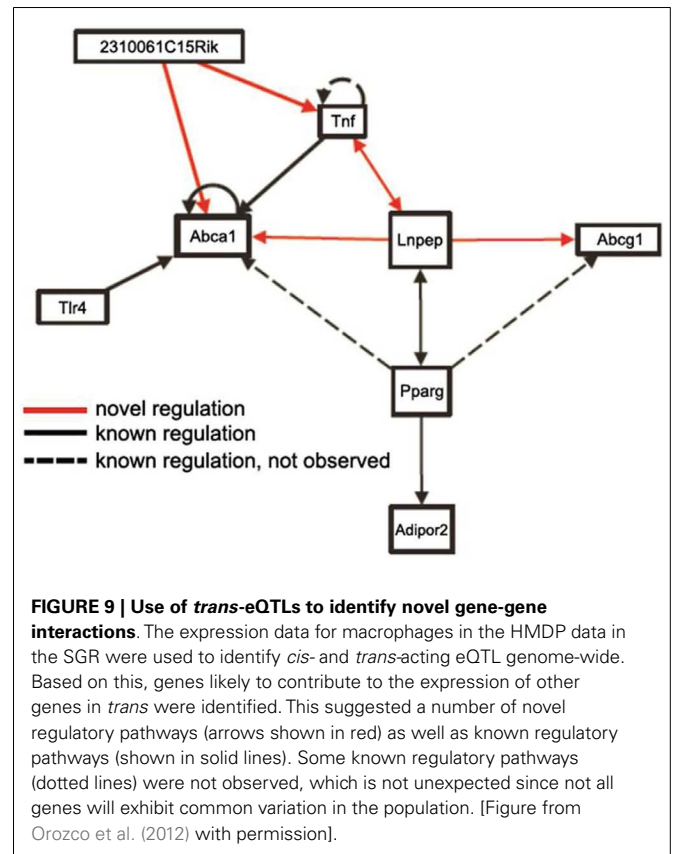 2310061C15Rik
Tnf
Abca1
Lnpep
Abcg1
Tlr4
Pparg
novel regulation
known regulation
known regulation, not observed
Adipor2
FIGURE 9 | Use of trans-eQTLs to identify novel gene-gene
interactions. The expression data for macrophages in the HMDP data in
the SGR were used to identify cis- and trans-acting eQTL genome-wide.
Based on this, genes likely to contribute to the expression of other
genes in trans were identified. This suggested a number of novel
regulatory pathways (arrows shown in red) as well as known regulatory
pathways (shown in solid lines). Some known regulatory pathways
(dotted lines) were not observed, which is not unexpected since not all
genes will exhibit common variation in the population. [Figure from
Orozco et al. (2012) with permission].